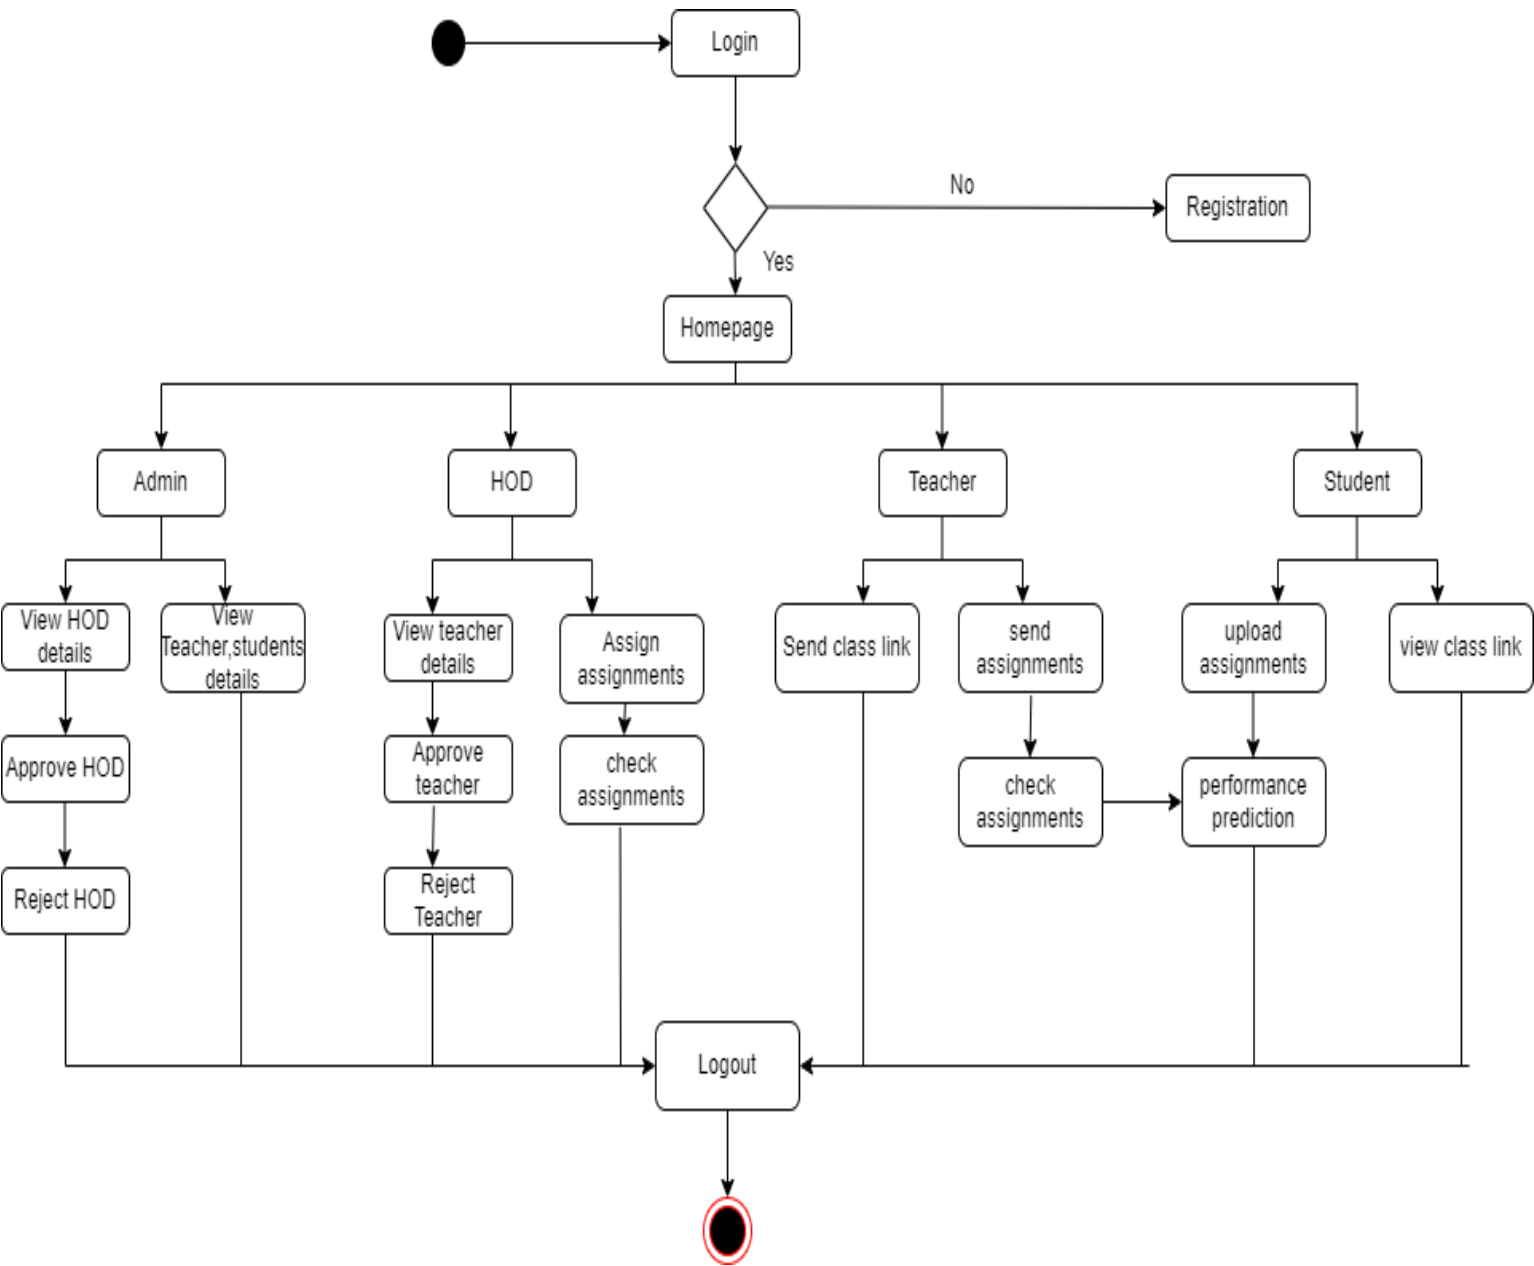 Login
No
Registration
Yes
Homepage
Admin
HOD
Teacher
Student
View HOD
details
View
Teacher,students
details
View teacher
details
Assign
assignments
Send class link
send
assignments
upload
assignments
view class link
Approve HOD
Approve
teacher
check
assignments
check
assignments
performance
prediction
Reject HOD
Reject
Teacher
Logout